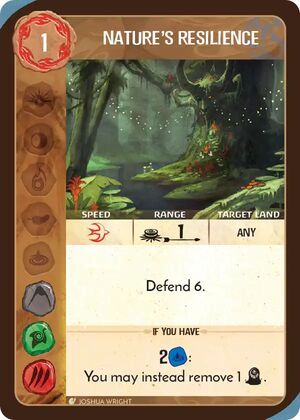 1
NATURE'S RESILIENCE
SPEED
RANGE
TARGET LAND
1
ANY
Defend 6.
IF YOU HAVE
2 :
You may instead remove 1 .
JOSHUA WRIGHT